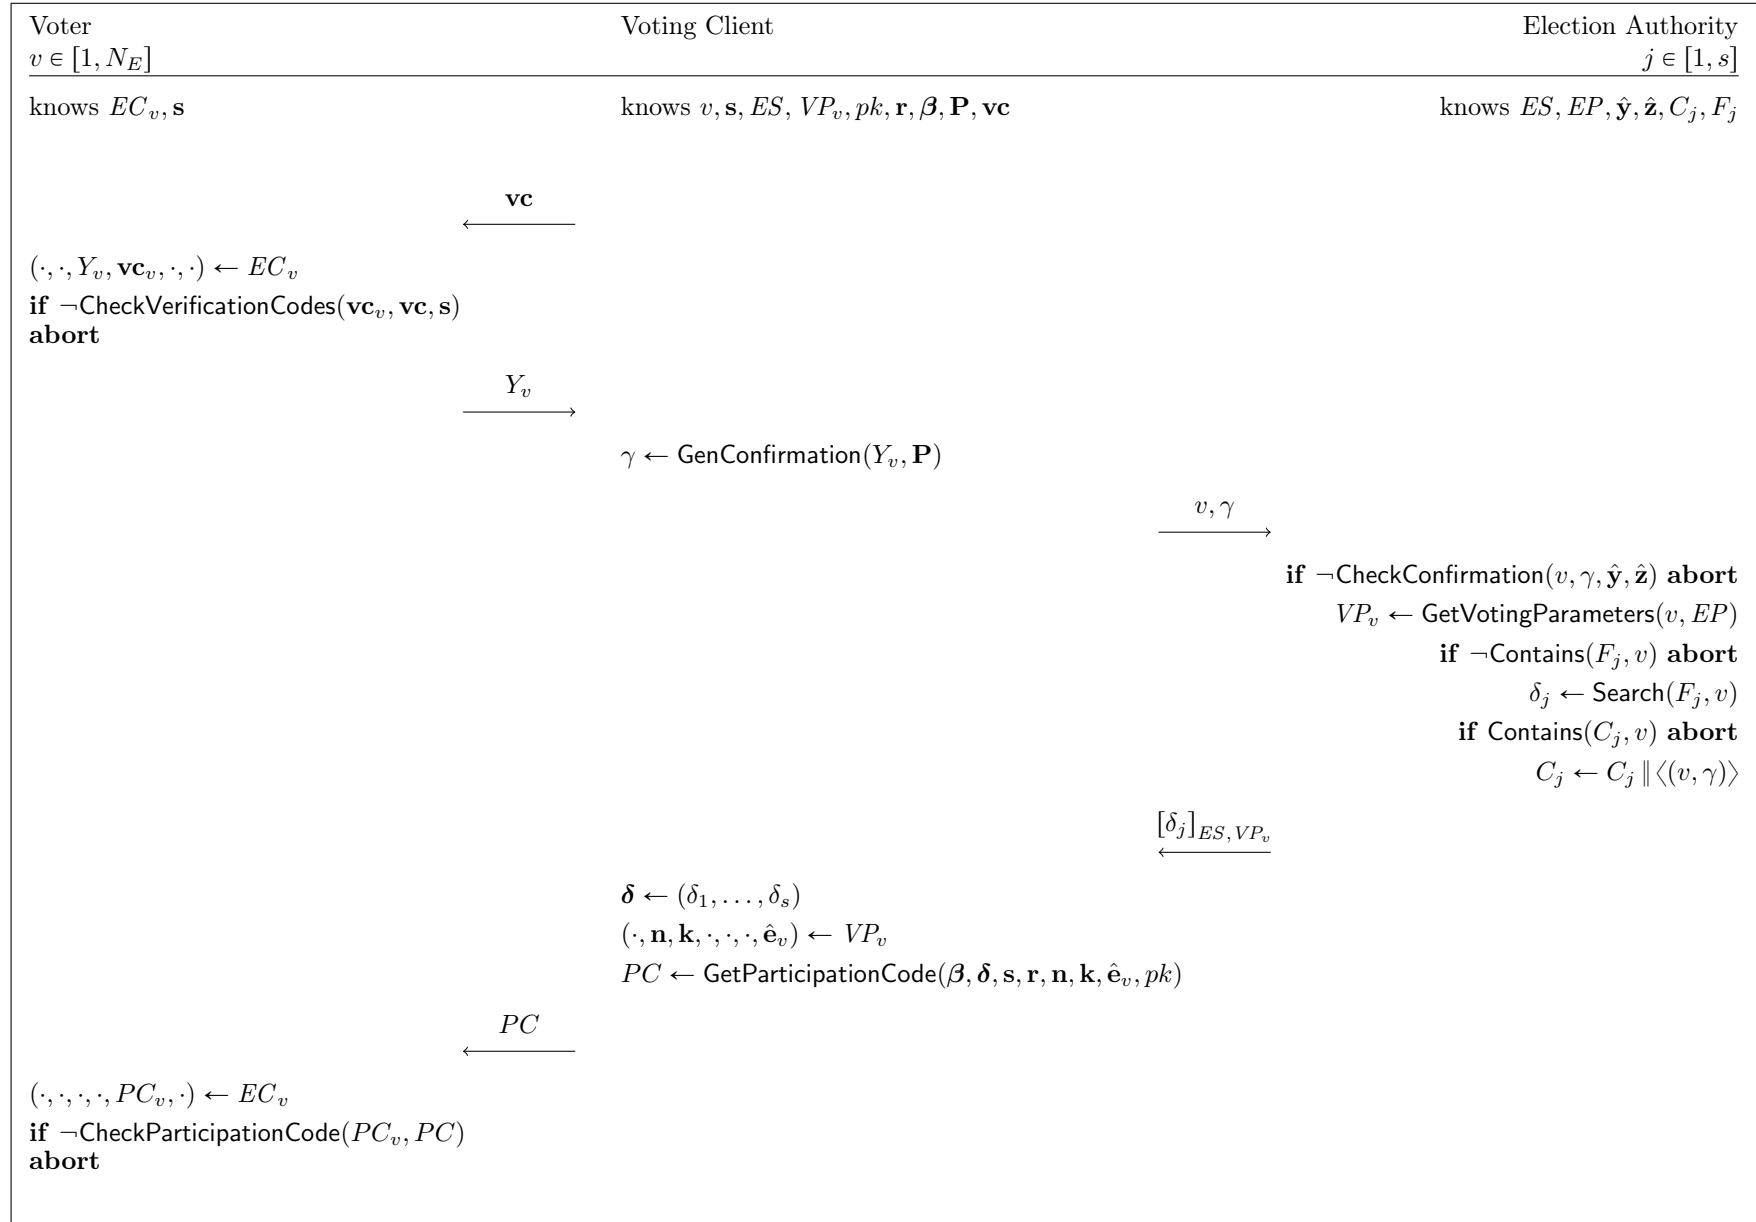 Voter Voting Client Election Authority
v ∈ [1, N_E] j ∈ [1, s]
knows EC_v, s knows v, s, ES, VP_v, pk, r, β, P, vc knows ES, EP, ŷ, ẑ, C_j, F_j
vc
(·, ·, Y_v, vc_v, ·, ·) ← EC_v
if ¬CheckVerificationCodes(vc_v, vc, s)
abort
Y_v
γ ← GenConfirmation(Y_v, P)
v, γ
if ¬CheckConfirmation(v, γ, ŷ, ẑ) abort
VP_v ← GetVotingParameters(v, EP)
if ¬Contains(F_j, v) abort
δ_j ← Search(F_j, v)
if Contains(C_j, v) abort
C_j ← C_j ∥ ⟨(v, γ)⟩
[δ_j]_{ES, VP_v}
δ ← (δ_1, . . . , δ_s)
(·, n, k, ·, ·, ·, ê_v) ← VP_v
PC ← GetParticipationCode(β, δ, s, r, n, k, ê_v, pk)
PC
(·, ·, ·, ·, PC_v, ·) ← EC_v
if ¬CheckParticipationCode(PC_v, PC)
abort